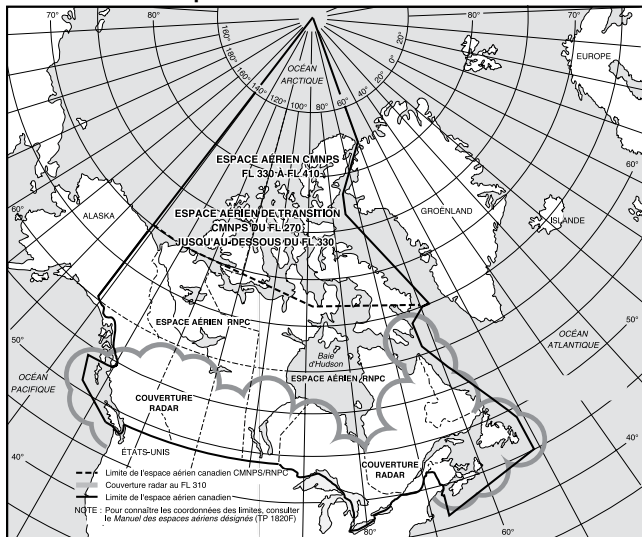 70°
80°
80°
70°
160°
160°
160°
140°
120°
100°
80°
60°
40°
20°
0°
20°
OCÉAN
ARCTIQUE
EUROPE
60°
60°
ESPACE AÉRIEN CMNPS
FL 330 À FL 410
ALASKA
ESPACE AÉRIEN DE TRANSITION
CMNPS DU FL 270
JUSQU'AU-DESSOUS DU FL 330
GROENLAND
ISLANDE
50°
50°
ESPACE AÉRIEN RNPC
OCÉAN
ATLANTIQUE
Baie
d'Hudson
ESPACE AÉRIEN RNPC
OCÉAN
PACIFIQUE
COUVERTURE
RADAR
40°
40°
ÉTATS-UNIS
COUVERTURE
RADAR
Limite de l'espace aérien canadien CMNPS/RNPC
Couverture radar au FL 310
Limite de l'espace aérien canadien
NOTE : Pour connaître les coordonnées des limites, consulter
le Manuel des espaces aériens désignés (TP 1820F)
80°
60°